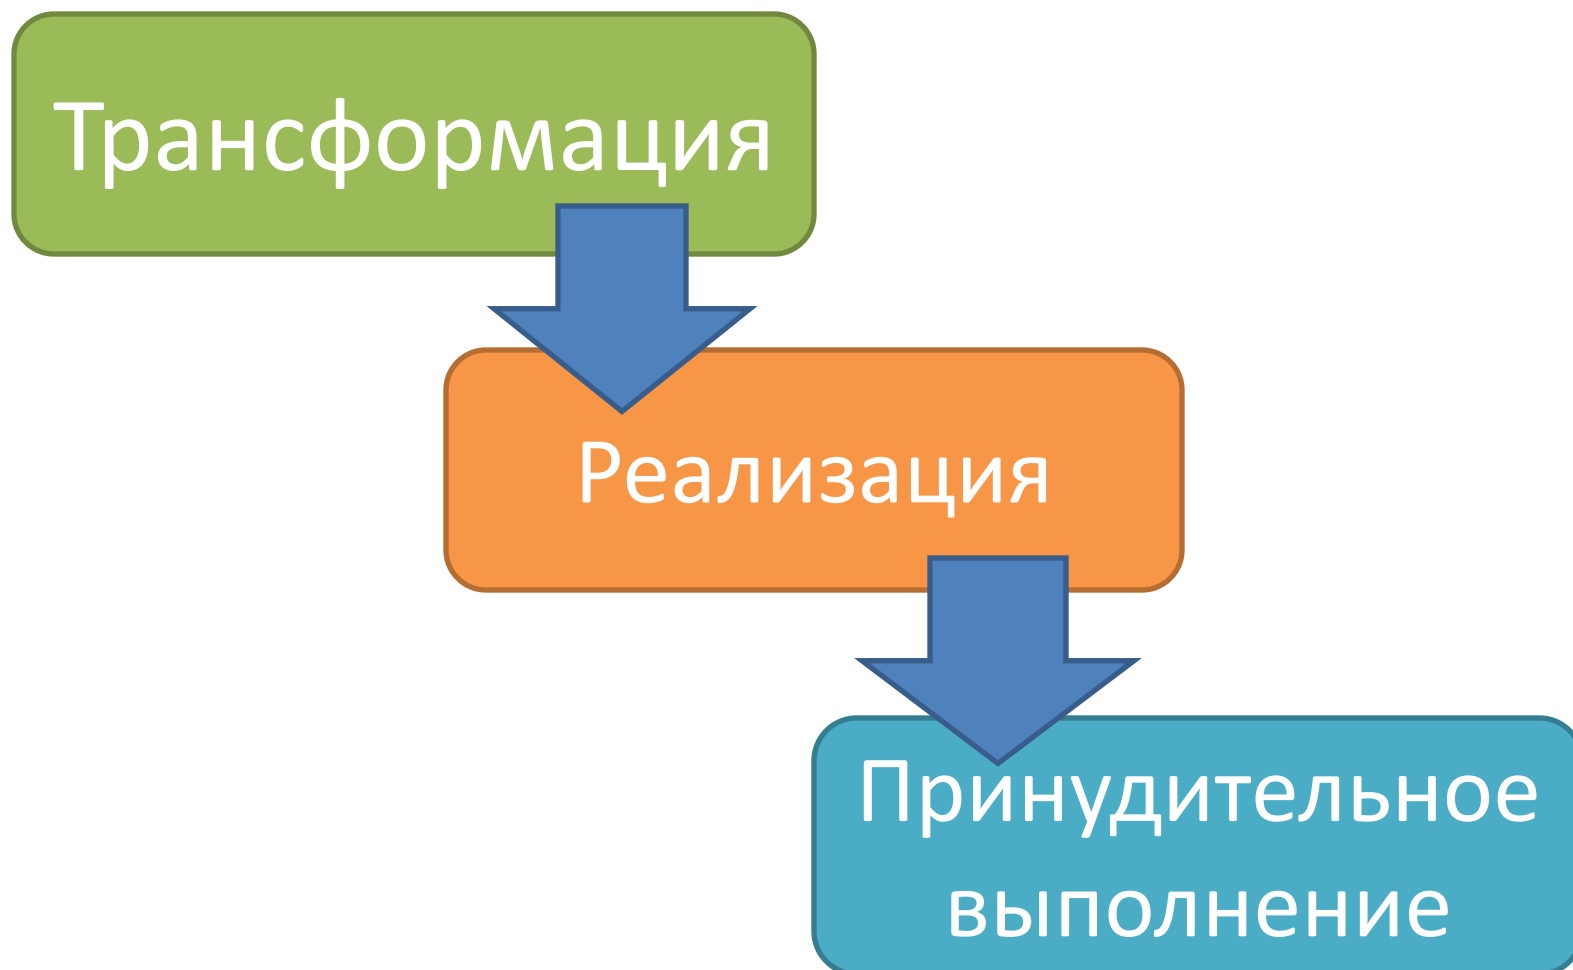 Трансформация
Реализация
Принудительное
выполнение